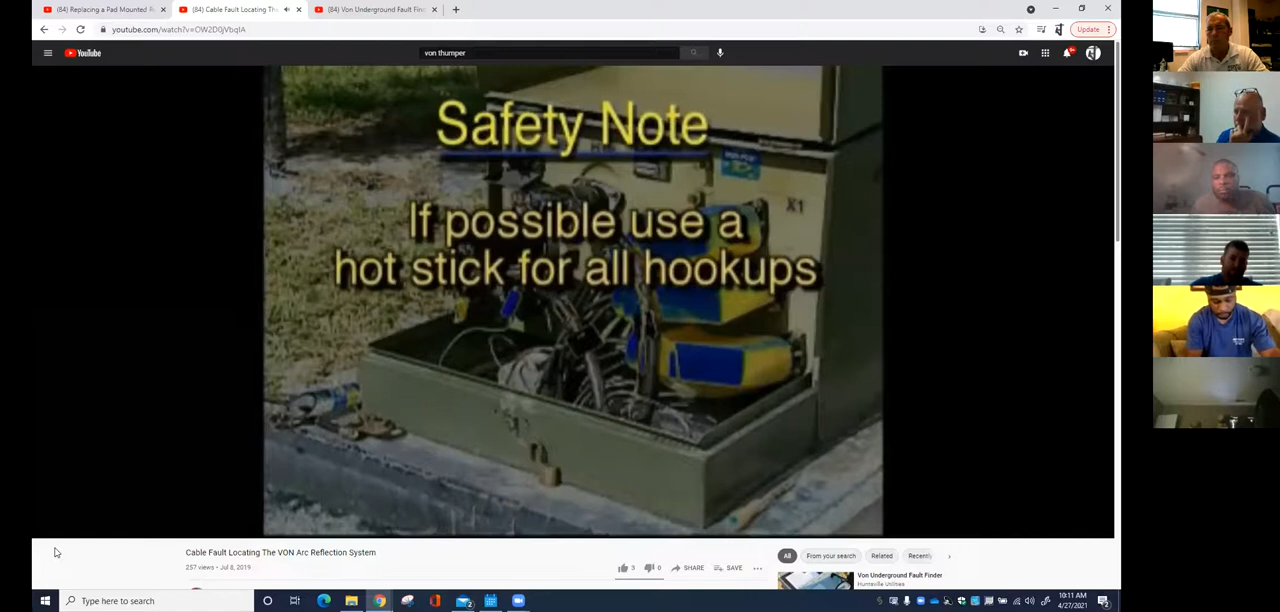 (84) Replacing a Pad Mounted
(84) Cable Fault Locating
(84) Von Underground Fault Fin
youtube.com/watch?v=OW2D0jVbqIA
Update
YouTube
von thumper
9+
Safety Note
If possible use a
hot stick for all hookups
X1
Cable Fault Locating The VON Arc Reflection System
257 views • Jul 8, 2019
3
0
SHARE
SAVE
All
From your search
Related
Recently
Von Underground Fault Finder
Huntsville Utilities
Type here to search
10:11 AM
4/27/2021
2